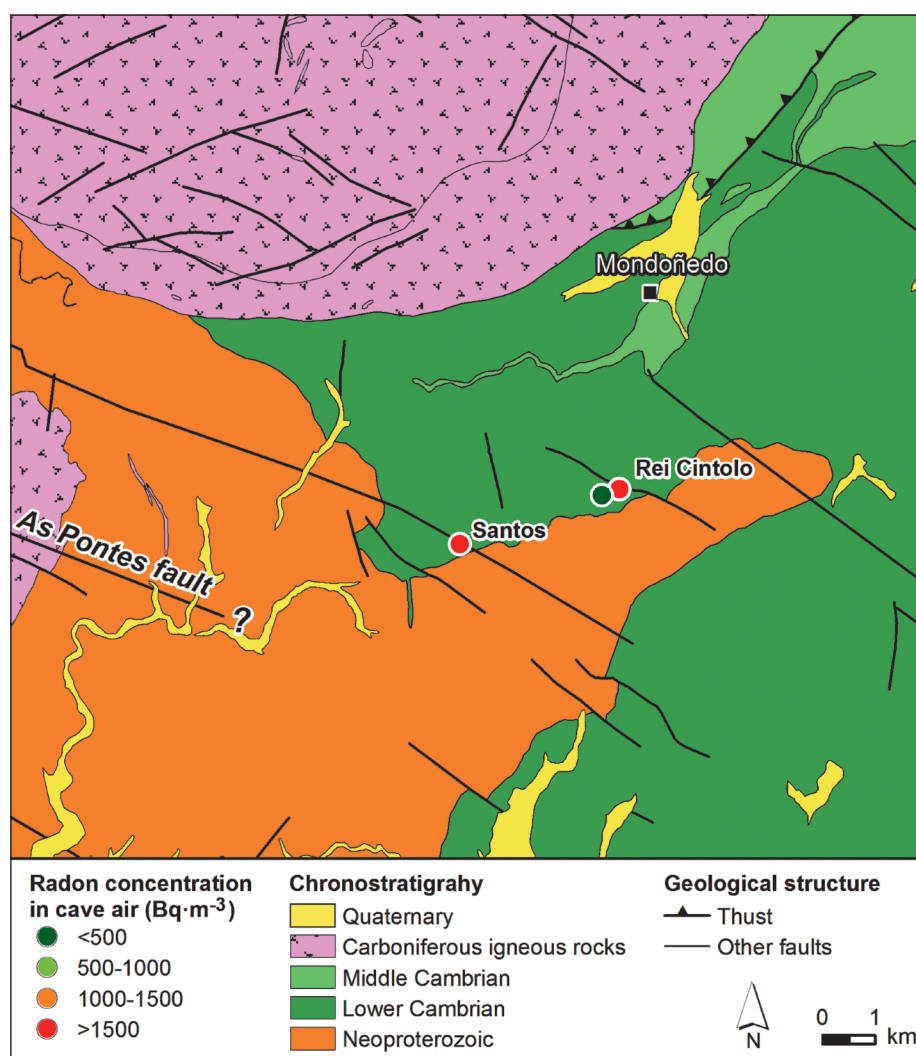 Mondoñedo
Rei Cintolo
Santos
As Pontes fault
?
Radon concentration
in cave air (Bq·m⁻³)
<500
500-1000
1000-1500
>1500
Chronostratigrahy
Quaternary
Carboniferous igneous rocks
Middle Cambrian
Lower Cambrian
Neoproterozoic
Geological structure
Thust
Other faults
N
0 1
km